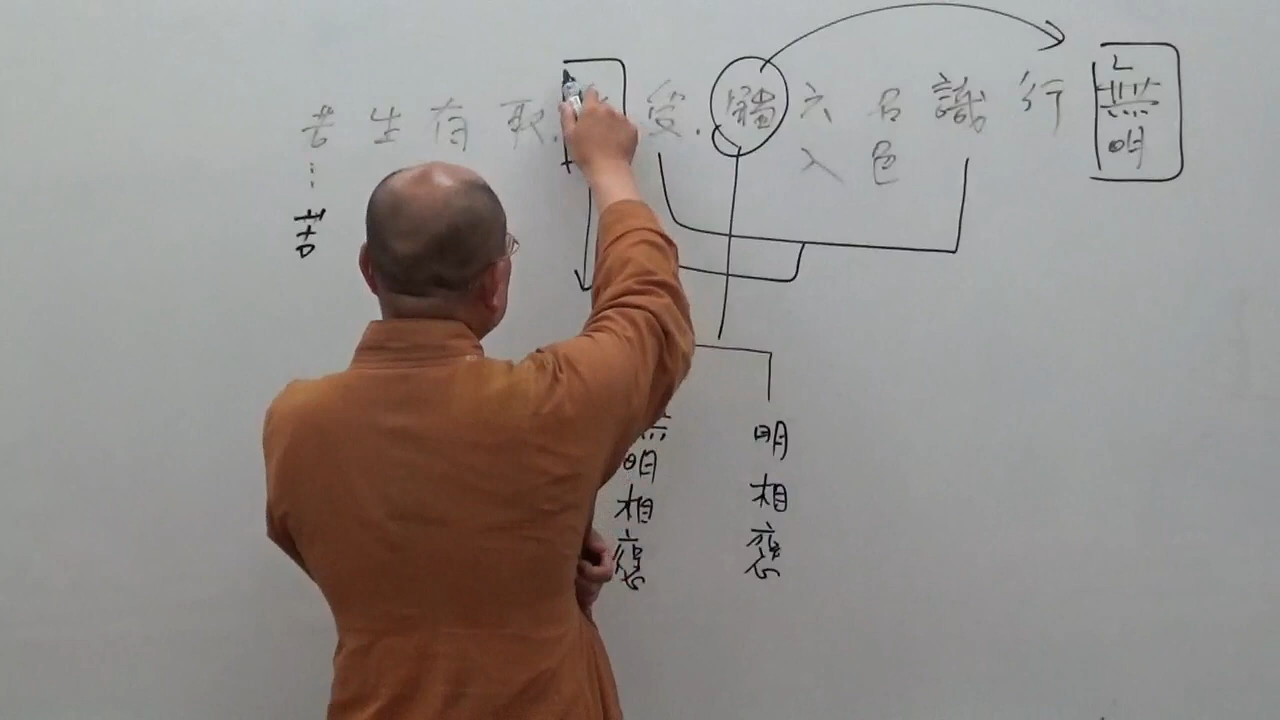 無明
行
識
名色
六入
觸
受
取
有
生
老…苦
明相應
明相應